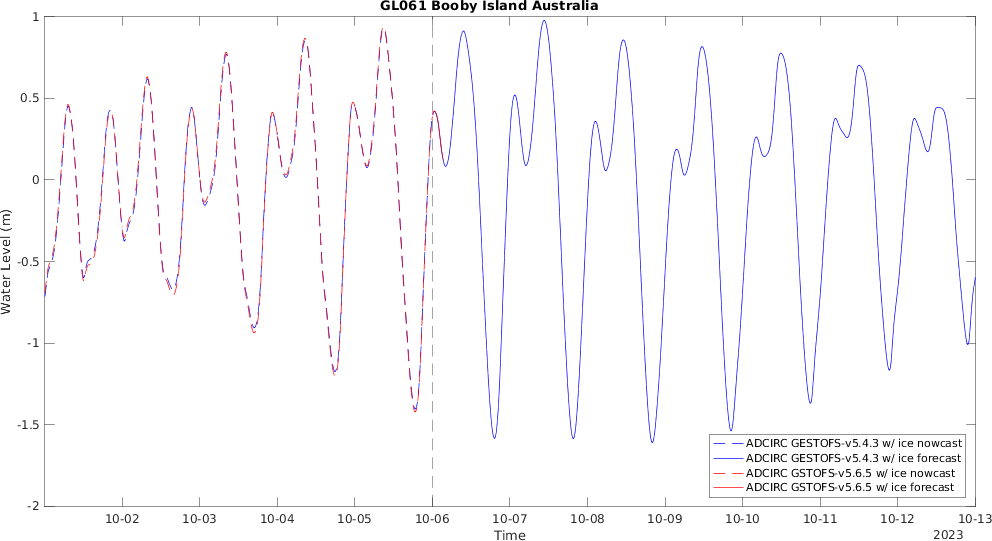 GL061 Booby Island Australia
1
0.5
0
-0.5
-1
-1.5
-2
Water Level (m)
ADCIRC GESTOFS-v5.4.3 w/ ice nowcast
ADCIRC GESTOFS-v5.4.3 w/ ice forecast
ADCIRC GSTOFS-v5.6.5 w/ ice nowcast
ADCIRC GSTOFS-v5.6.5 w/ ice forecast
10-02 10-03 10-04 10-05 10-06 10-07 10-08 10-09 10-10 10-11 10-12 10-13
Time
2023